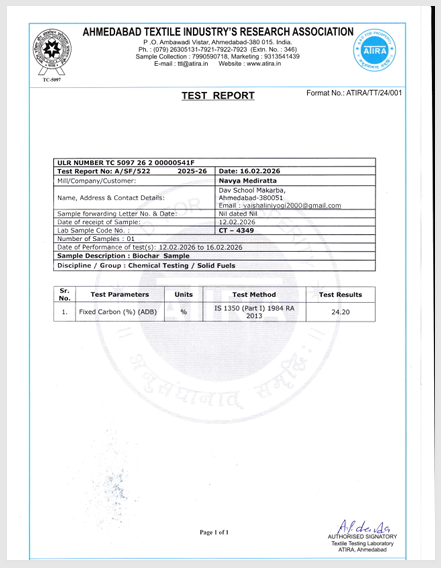 AHMEDABAD TEXTILE INDUSTRY'S RESEARCH ASSOCIATION
P .O. Ambawadi Vistar, Ahmedabad-380 015. India.
Ph. : (079) 26305131-7921-7922-7923 (Extn. No. : 346)
Sample Collection : 7990590718, Marketing : 9313541439
E-mail : ttl@atira.in Website : www.atira.in
TC-5097
ATIRA
TEST REPORT
Format No.: ATIRA/TT/24/001
ULR NUMBER TC 5097 26 2 00000541F
Test Report No: A/SF/522 2025-26 Date: 16.02.2026
Mill/Company/Customer: Navya Mediratta
Name, Address & Contact Details: Dav School Makarba,
Ahmedabad-380051
Email : vaishaliniyogi2000@gmail.com
Sample forwarding Letter No. & Date: Nil dated Nil
Date of receipt of Sample: 12.02.2026
Lab Sample Code No. : CT – 4349
Number of Samples : 01
Date of Performance of test(s): 12.02.2026 to 16.02.2026
Sample Description : Biochar Sample
Discipline / Group : Chemical Testing / Solid Fuels
Sr. No. Test Parameters Units Test Method Test Results
1. Fixed Carbon (%) (ADB) % IS 1350 (Part I) 1984 RA 2013 24.20
अनुसंधानात् समृद्धिः
Page 1 of 1
AUTHORISED SIGNATORY
Textile Testing Laboratory
ATIRA, Ahmedabad